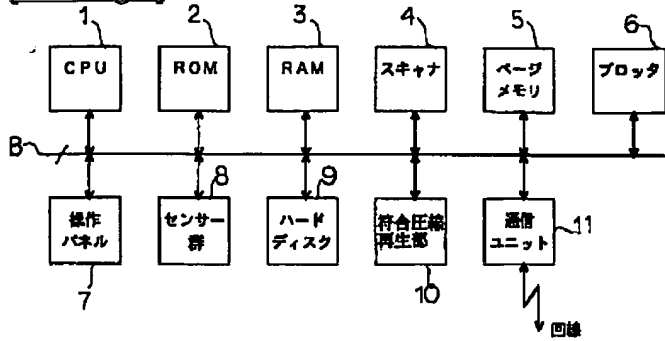 1
2
3
4
5
6
CPU
ROM
RAM
スキャナ
ページ
メモリ
プロッタ
B
8
9
11
操作
パネル
センサー
群
ハード
ディスク
符合圧縮
再生部
通信
ユニット
7
10
回線